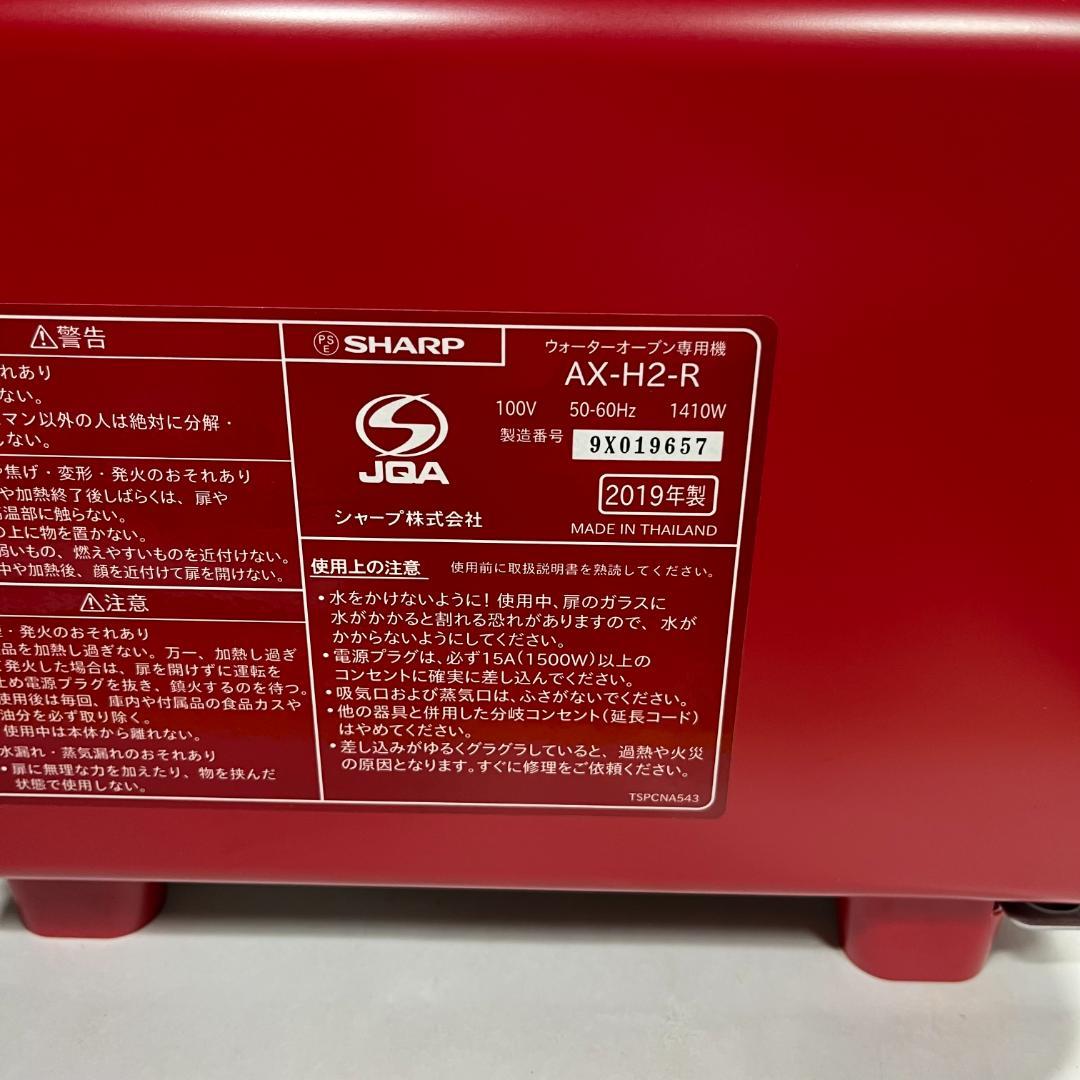 警告
れあり
ない。
マン以外の人は絶対に分解・
しない。
や焦げ・変形・発火のおそれあり
や加熱終了後しばらくは、扉や
高温部に触らない。
の上に物を置かない。
弱いもの、燃えやすいものを近付けない。
中や加熱後、顔を近付けて扉を開けない。
注意
・発火のおそれあり
品を加熱し過ぎない。万一、加熱し過ぎ
発火した場合は、扉を開けずに運転を
止め電源プラグを抜き、鎮火するのを待つ。
使用後は毎回、庫内や付属品の食品カスや
油分を必ず取り除く。
使用中は本体から離れない。
水漏れ・蒸気漏れのおそれあり
・扉に無理な力を加えたり、物を挟んだ
状態で使用しない。
PSE SHARP
ウォーターオーブン専用機
AX-H2-R
100V 50-60Hz 1410W
製造番号 9X019657
JQA
2019年製
シャープ株式会社
MADE IN THAILAND
使用上の注意 使用前に取扱説明書を熟読してください。
・水をかけないように! 使用中、扉のガラスに
水がかかると割れる恐れがありますので、水が
かからないようにしてください。
・電源プラグは、必ず15A(1500W)以上の
コンセントに確実に差し込んでください。
・吸気口および蒸気口は、ふさがないでください。
・他の器具と併用した分岐コンセント(延長コード)
はやめてください。
・差し込みがゆるくグラグラしていると、過熱や火災
の原因となります。すぐに修理をご依頼ください。
TSPCNA543